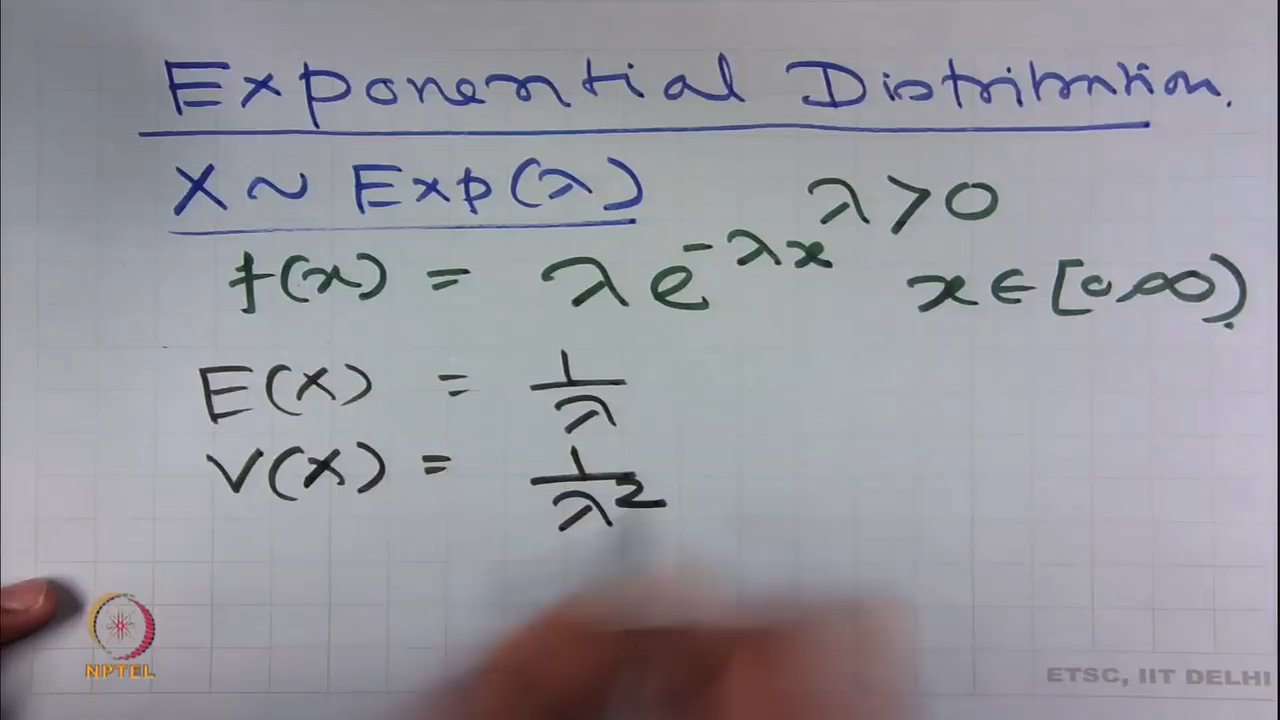 Exponential Distribution.
X ~ Exp(λ)
λ > 0
f(x) = λe^{-λx} x ∈ [0,∞).
E(X) = 1/λ
V(X) = 1/λ²
NPTEL
ETSC, IIT DELHI